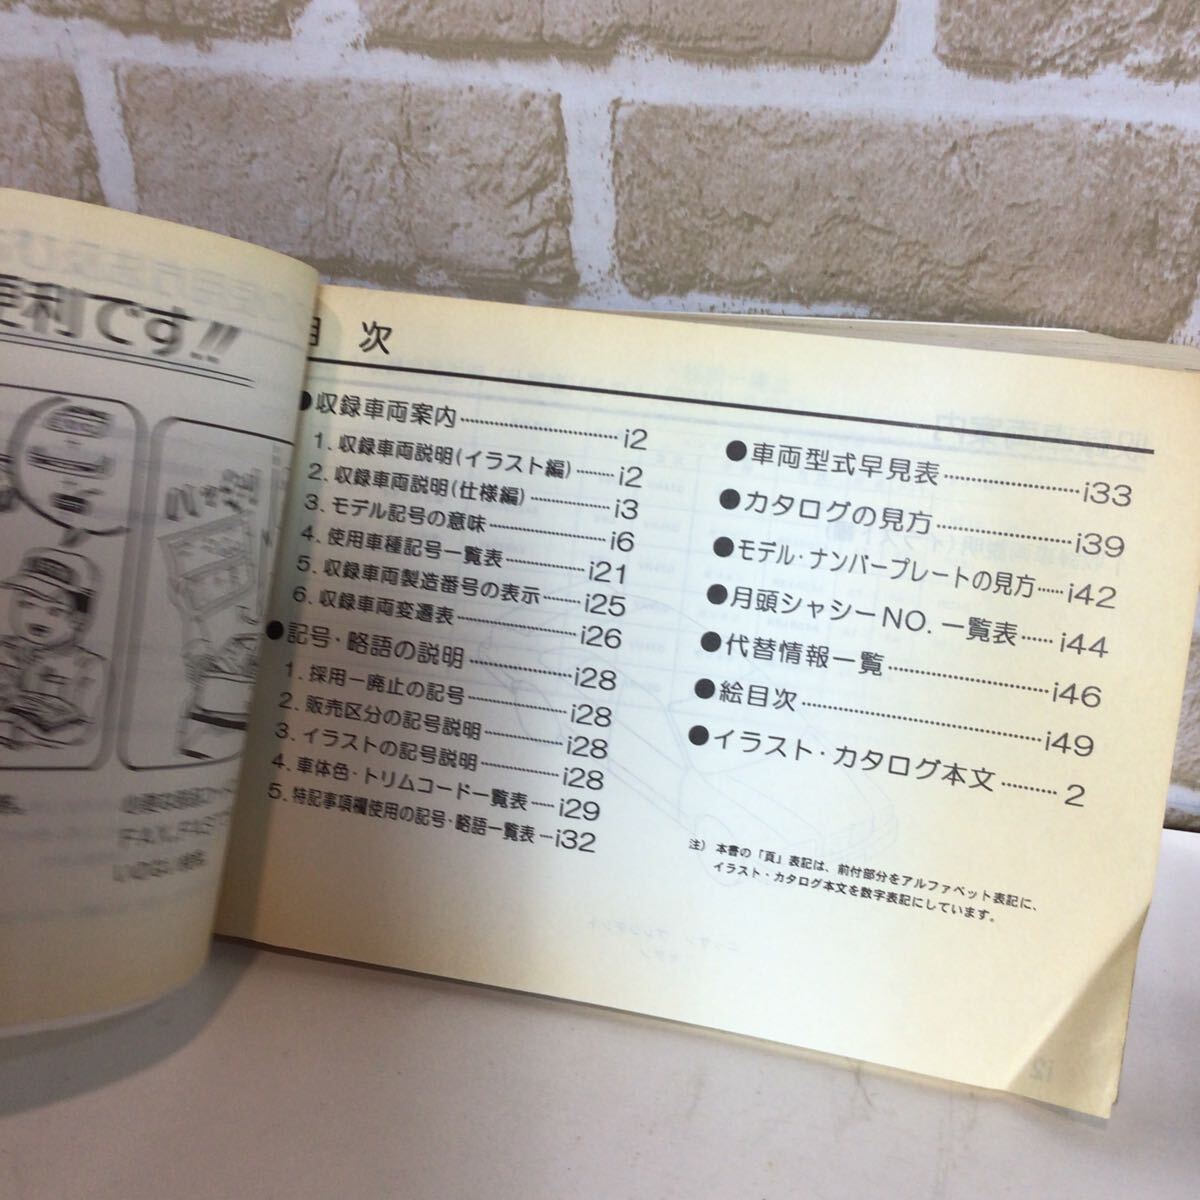 便利です!!
目 次
●収録車両案内……………………i2
1. 収録車両説明(イラスト編)……i2
2. 収録車両説明(仕様編)…………i3
3. モデル記号の意味………………i6
4. 使用車種記号一覧表……………i21
5. 収録車両製造番号の表示………i25
6. 収録車両変遷表…………………i26
●記号・略語の説明………………i28
1. 採用ー廃止の記号………………i28
2. 販売区分の記号説明……………i28
3. イラストの記号説明……………i28
4. 車体色・トリムコード一覧表……i29
5. 特記事項欄使用の記号・略語一覧表…i32
●車両型式早見表…………………i33
●カタログの見方…………………i39
●モデル・ナンバープレートの見方……i42
●月頭シャシーNO. 一覧表……i44
●代替情報一覧……………………i46
●絵目次……………………………i49
●イラスト・カタログ本文………2
注) 本書の「頁」表記は、前付部分をアルファベット表記に、
イラスト・カタログ本文を数字表記にしています。